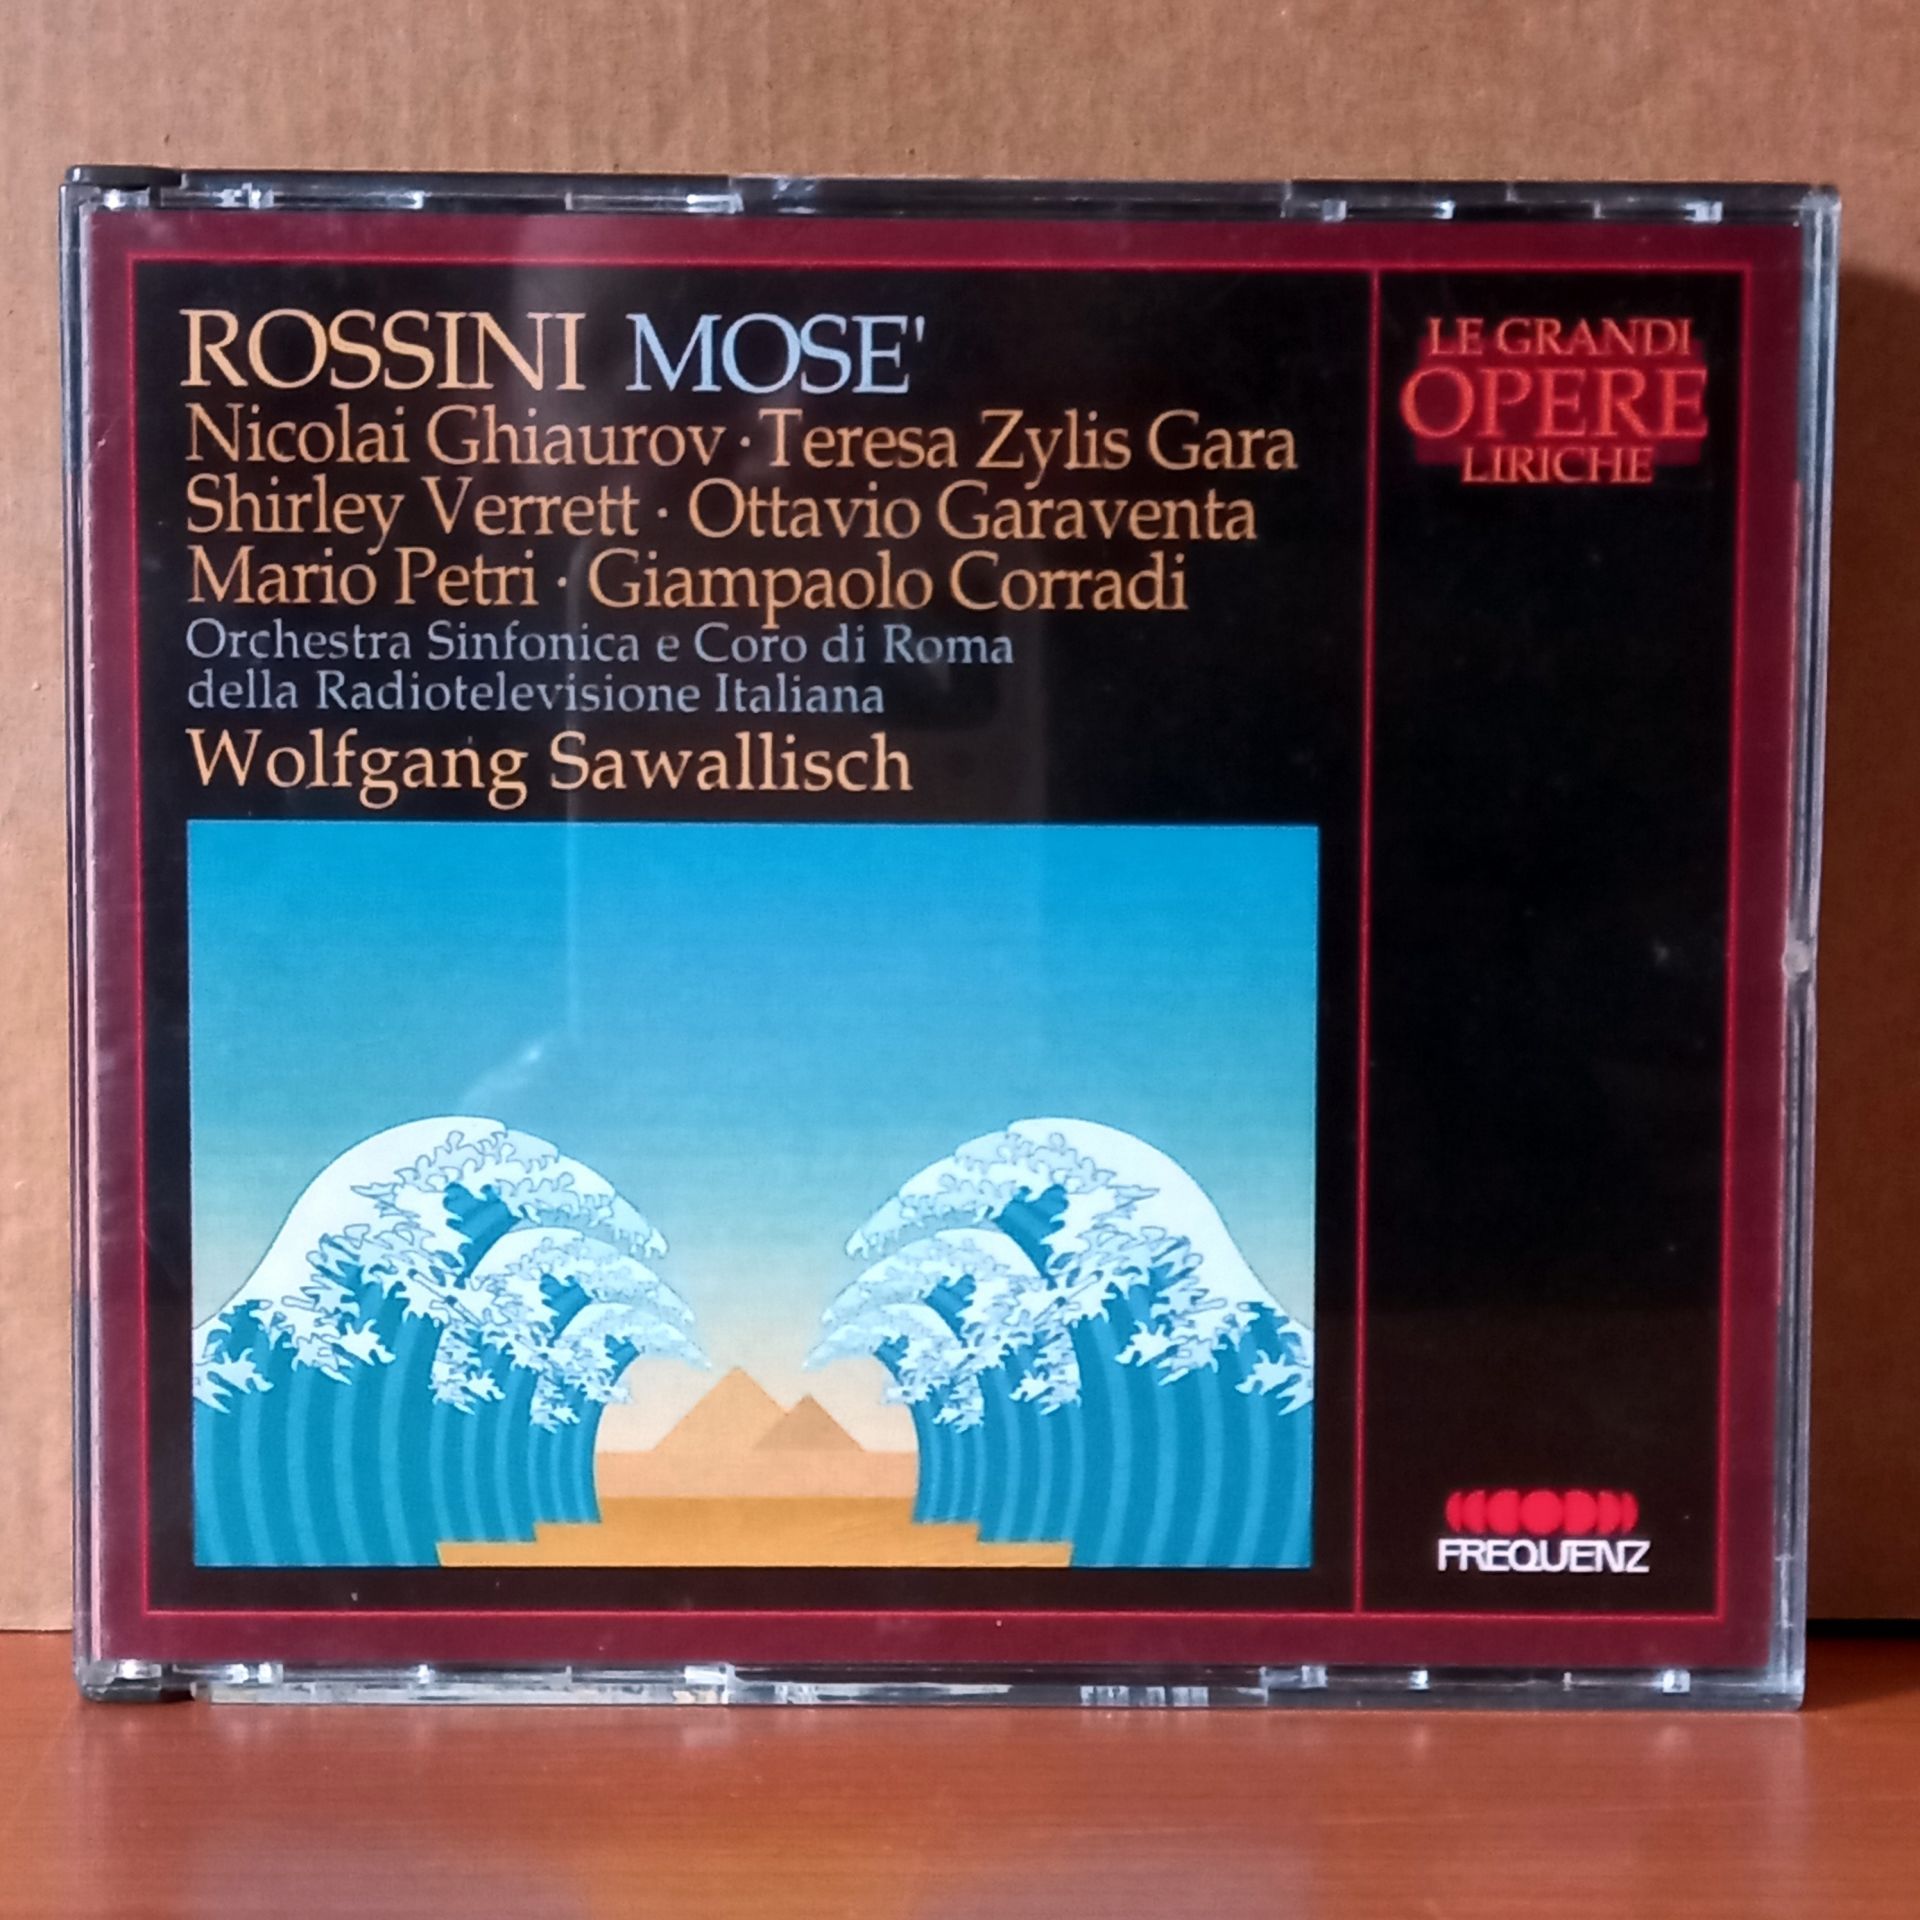 ROSSINI MOSE'
Nicolai Ghiaurov · Teresa Zylis Gara
Shirley Verrett · Ottavio Garaventa
Mario Petri · Giampaolo Corradi
Orchestra Sinfonica e Coro di Roma
della Radiotelevisione Italiana
Wolfgang Sawallisch
LE GRANDI
OPERE
LIRICHE
FREQUENZ